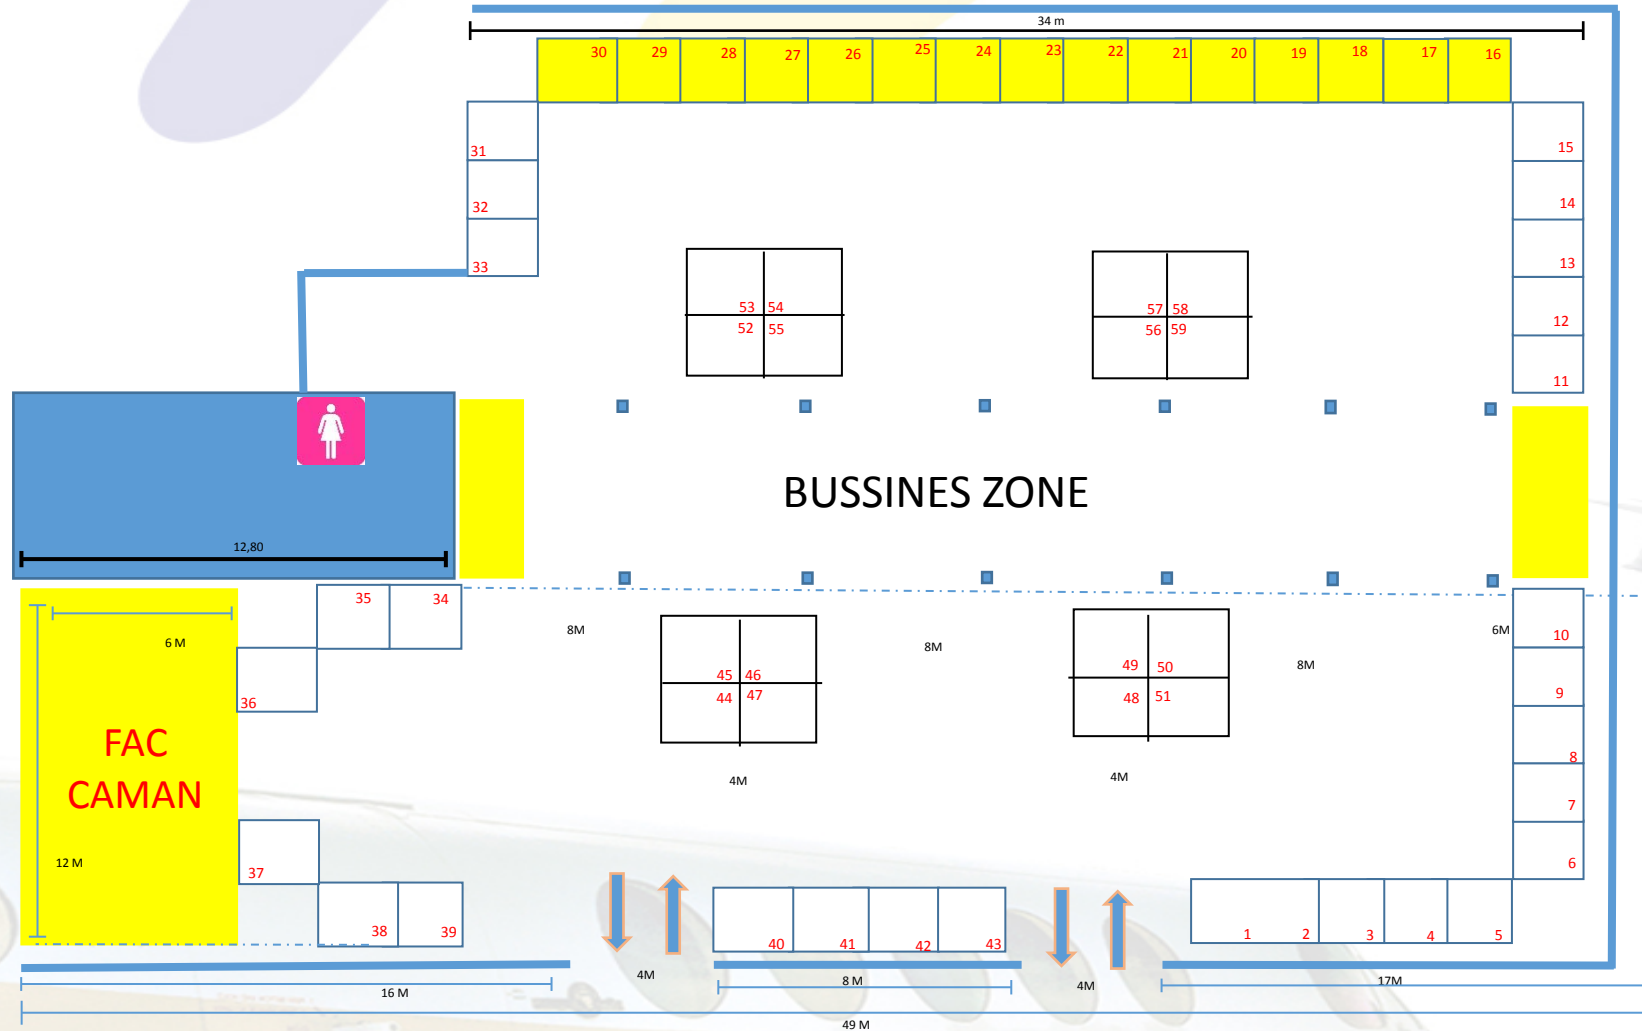 34 m
30 29 28 27 26 25 24 23 22 21 20 19 18 17 16
31
15
32
14
33
13
53 54
57 58
12
52 55
56 59
11
BUSSINES ZONE
12,80
35 34
8M
6M
10
6 M
8M
8M
45 46
49 50
36
44 47
48 51
9
FAC
CAMAN
8
4M
4M
7
12 M
37
6
38 39
40 41 42 43
1 2 3 4 5
4M
8 M
4M
17M
16 M
49 M